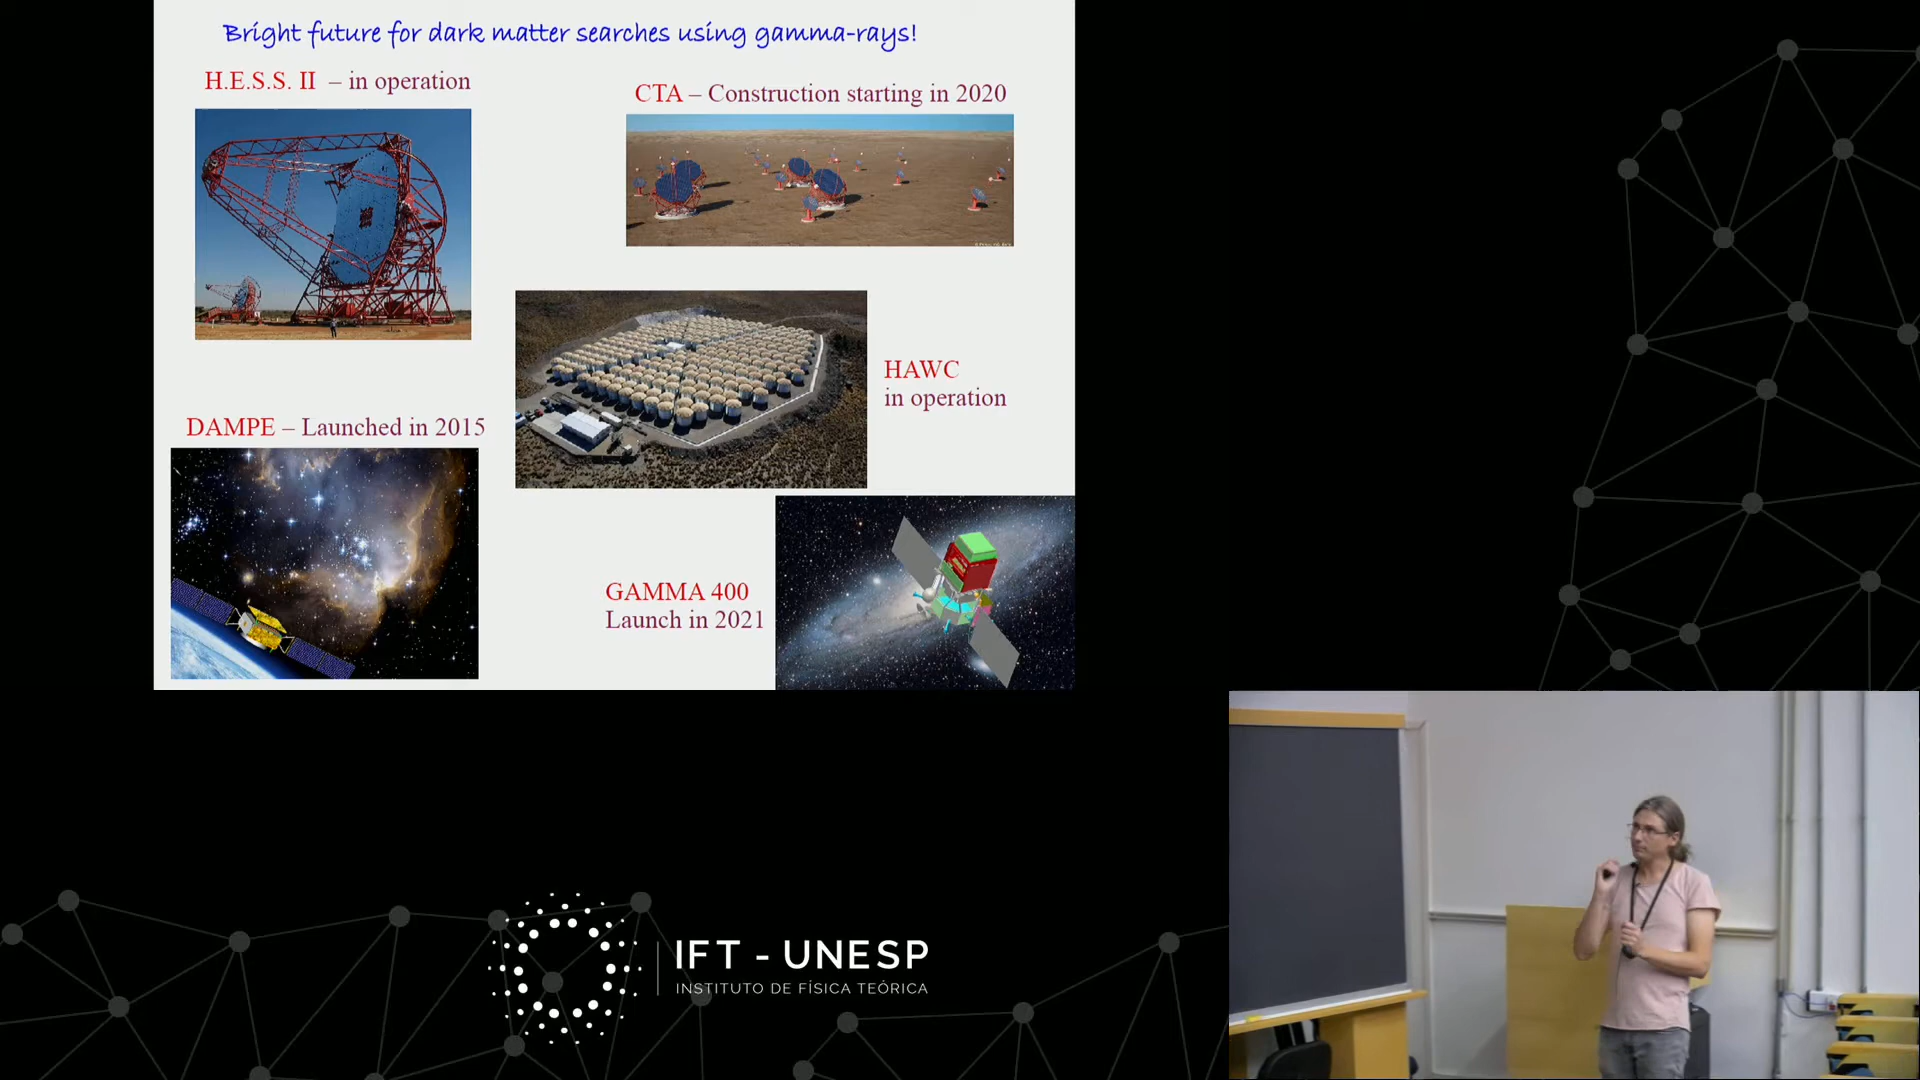 Bright future for dark matter searches using gamma-rays!
H.E.S.S. II – in operation
CTA – Construction starting in 2020
HAWC
in operation
DAMPE – Launched in 2015
GAMMA 400
Launch in 2021
IFT - UNESP
INSTITUTO DE FÍSICA TEÓRICA